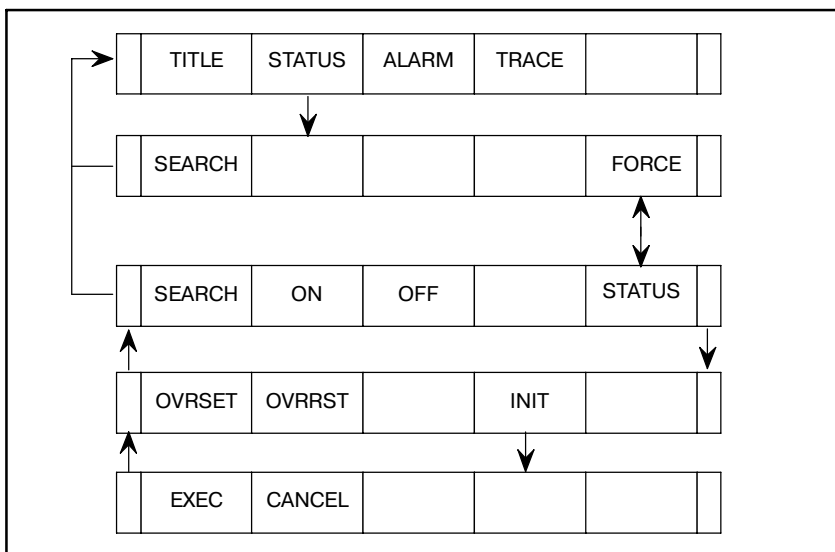 TITLE STATUS ALARM TRACE
SEARCH FORCE
SEARCH ON OFF STATUS
OVRSET OVRRST INIT
EXEC CANCEL